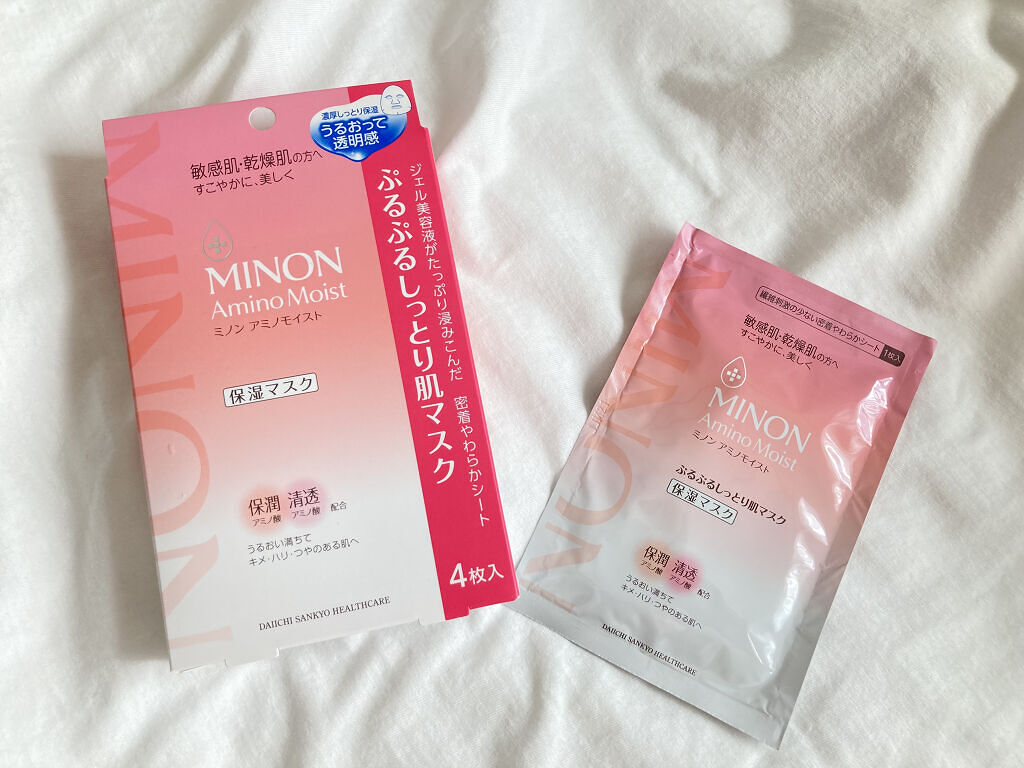 濃厚しっとり保湿
うるおって
透明感
敏感肌・乾燥肌の方へ
すこやかに、美しく
MINON
Amino Moist
ミノン アミノモイスト
保湿マスク
ジェル美容液がたっぷり浸みこんだ 密着やわらかシート
ぷるぷるしっとり肌マスク
保潤 清透
アミノ酸 アミノ酸 配合
うるおい満ちて
キメ・ハリ・つやのある肌へ
4枚入
DAIICHI SANKYO HEALTHCARE
MINON
繊維刺激の少ない密着やわらかシート 1枚入
敏感肌・乾燥肌の方へ
すこやかに、美しく
MINON
Amino Moist
ミノン アミノモイスト
ぷるぷるしっとり肌マスク
保湿マスク
保潤 清透
アミノ酸 アミノ酸 配合
うるおい満ちて
キメ・ハリ・つやのある肌へ
DAIICHI SANKYO HEALTHCARE
MINON